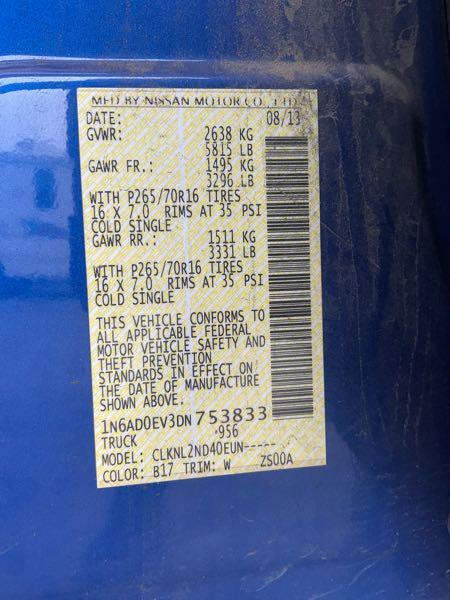 MFD BY NISSAN MOTOR CO., LTD.
DATE: 08/13
GVWR: 2638 KG
5815 LB
GAWR FR.: 1495 KG
3296 LB
WITH P265/70R16 TIRES
16 X 7.0 RIMS AT 35 PSI
COLD SINGLE
GAWR RR.: 1511 KG
3331 LB
WITH P265/70R16 TIRES
16 X 7.0 RIMS AT 35 PSI
COLD SINGLE
THIS VEHICLE CONFORMS TO
ALL APPLICABLE FEDERAL
MOTOR VEHICLE SAFETY AND
THEFT PREVENTION
STANDARDS IN EFFECT ON
THE DATE OF MANUFACTURE
SHOWN ABOVE.
1N6AD0EV3DN753833
TRUCK *956
MODEL: CLKNL2ND40EUN-----
COLOR: B17 TRIM: W ZS00A